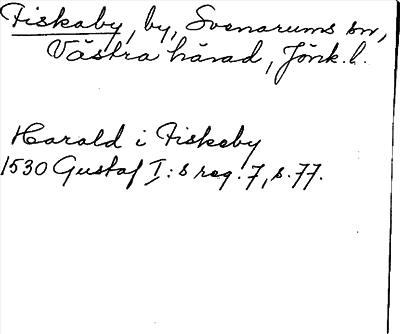 Fiskaby, by, Svenarums sn,
Västra härad, Jönk. l.
Harald i Fiskeby
1530 Gustaf I:s reg. 7, s. 77.